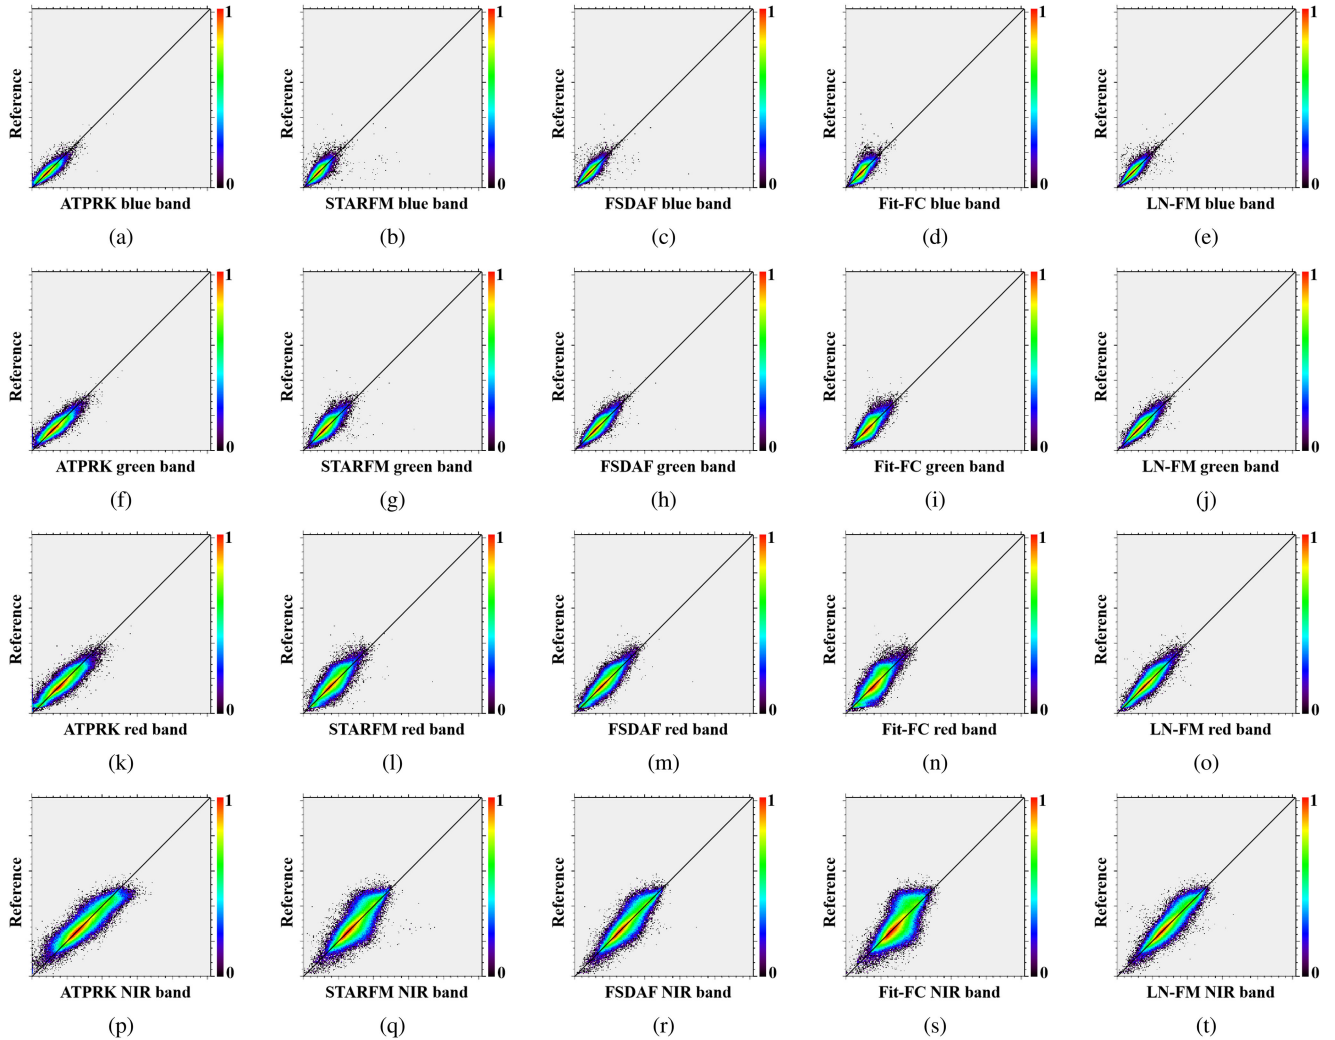 1 1 1 1 1
Reference Reference Reference Reference Reference
0 0 0 0 0
ATPRK blue band STARFM blue band FSDAF blue band Fit-FC blue band LN-FM blue band
(a) (b) (c) (d) (e)
1 1 1 1 1
Reference Reference Reference Reference Reference
0 0 0 0 0
ATPRK green band STARFM green band FSDAF green band Fit-FC green band LN-FM green band
(f) (g) (h) (i) (j)
1 1 1 1 1
Reference Reference Reference Reference Reference
0 0 0 0 0
ATPRK red band STARFM red band FSDAF red band Fit-FC red band LN-FM red band
(k) (l) (m) (n) (o)
1 1 1 1 1
Reference Reference Reference Reference Reference
0 0 0 0 0
ATPRK NIR band STARFM NIR band FSDAF NIR band Fit-FC NIR band LN-FM NIR band
(p) (q) (r) (s) (t)